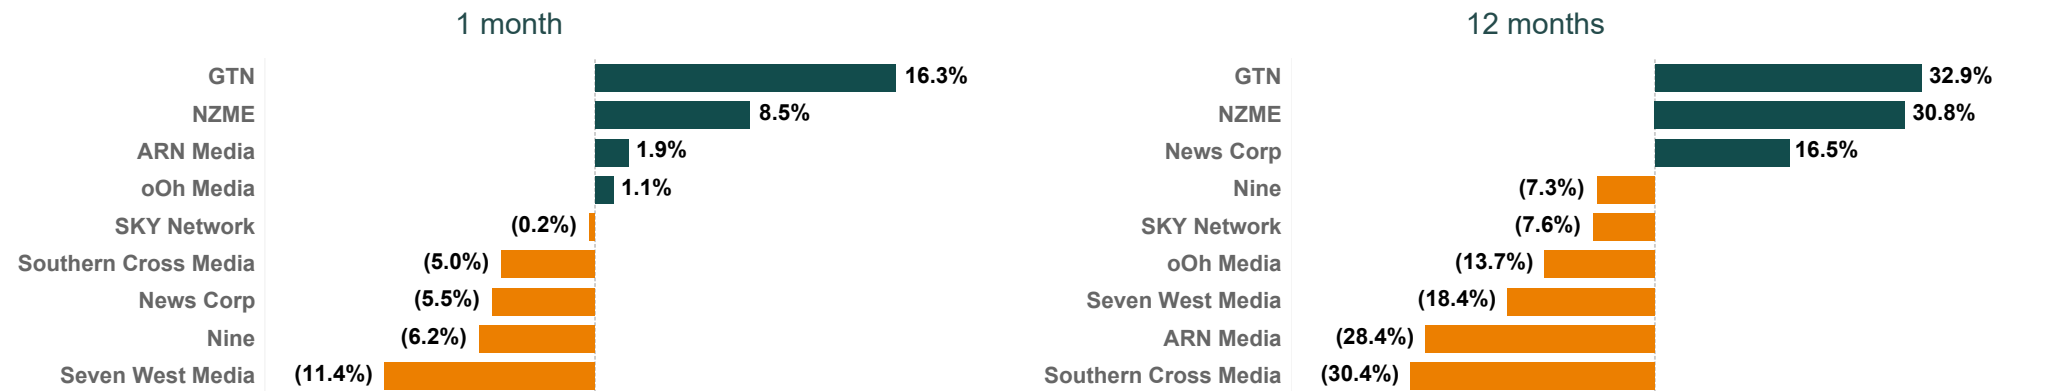 1 month
GTN 16.3%
NZME 8.5%
ARN Media 1.9%
oOh Media 1.1%
SKY Network (0.2%)
Southern Cross Media (5.0%)
News Corp (5.5%)
Nine (6.2%)
Seven West Media (11.4%)
12 months
GTN 32.9%
NZME 30.8%
News Corp 16.5%
Nine (7.3%)
SKY Network (7.6%)
oOh Media (13.7%)
Seven West Media (18.4%)
ARN Media (28.4%)
Southern Cross Media (30.4%)